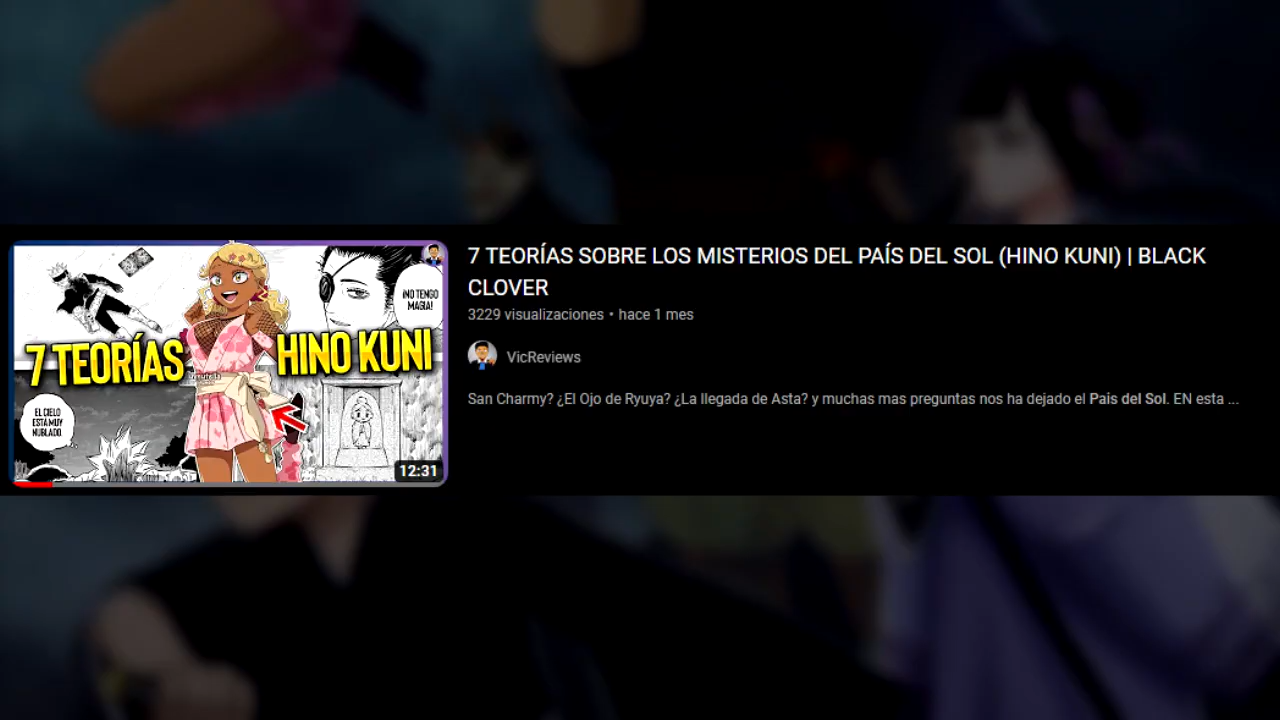 7 TEORÍAS SOBRE LOS MISTERIOS DEL PAÍS DEL SOL (HINO KUNI) | BLACK
CLOVER
3229 visualizaciones • hace 1 mes
VicReviews
San Charmy? ¿El Ojo de Ryuya? ¿La llegada de Asta? y muchas mas preguntas nos ha dejado el Pais del Sol. EN esta ...
¡NO TENGO
MAGIA!
7 TEORÍAS
HINO KUNI
EL CIELO
ESTÁ MUY
NUBLADO.
12:31